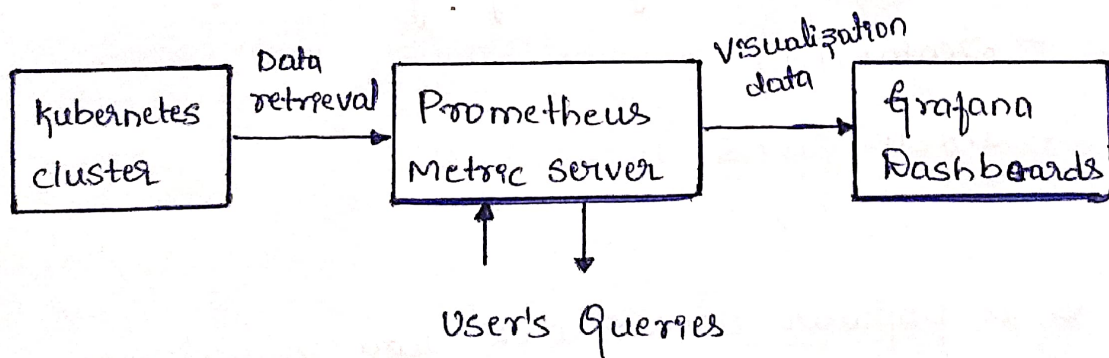 Kubernetes
cluster
Data
retrieval
Prometheus
Metric server
Visualization
data
Grafana
Dashboards
User's Queries